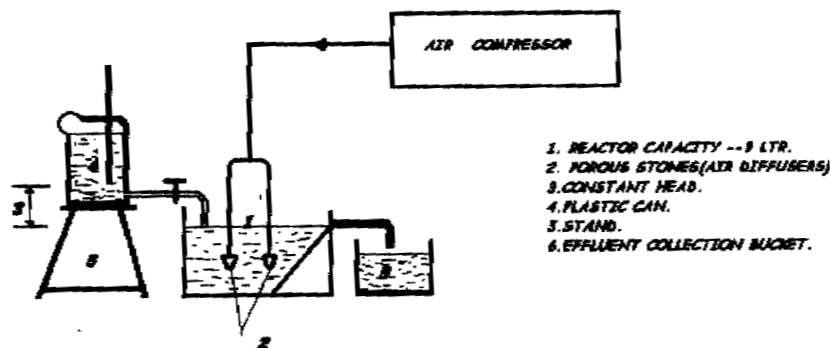 AIR COMPRESSOR
1. REACTOR CAPACITY -- 9 LTR.
2. POROUS STONES(AIR DIFFUSERS)
3.CONSTANT HEAD.
4.PLASTIC CAN.
5.STAND.
6.EFFLUENT COLLECTION BUCKET.
4
3
1
5
6
2